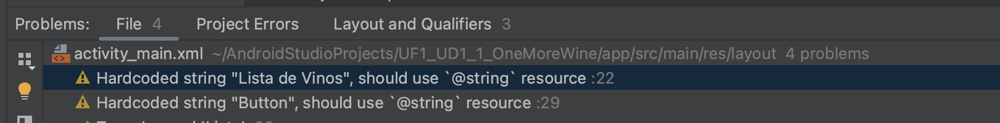 Problems: File 4 Project Errors Layout and Qualifiers 3
activity_main.xml ~/AndroidStudioProjects/UF1_UD1_1_OneMoreWine/app/src/main/res/layout 4 problems
Hardcoded string "Lista de Vinos", should use `@string` resource :22
Hardcoded string "Button", should use `@string` resource :29